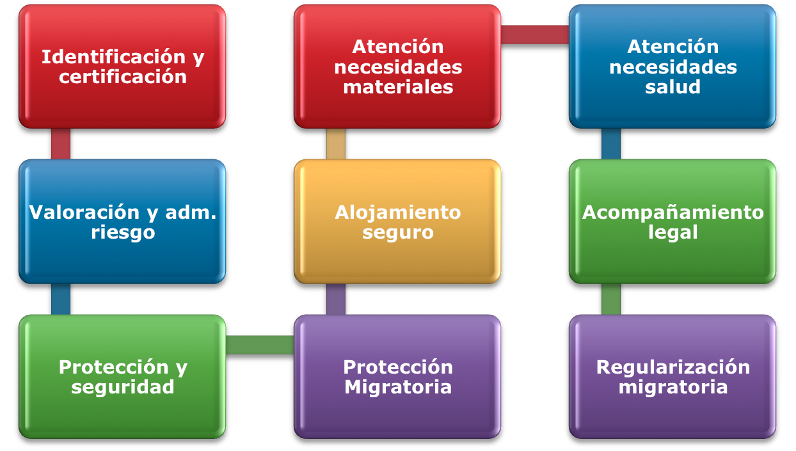 Identificación y
certificación
Valoración y adm.
riesgo
Protección y
seguridad
Protección
Migratoria
Alojamiento
seguro
Atención
necesidades
materiales
Atención
necesidades
salud
Acompañamiento
legal
Regularización
migratoria